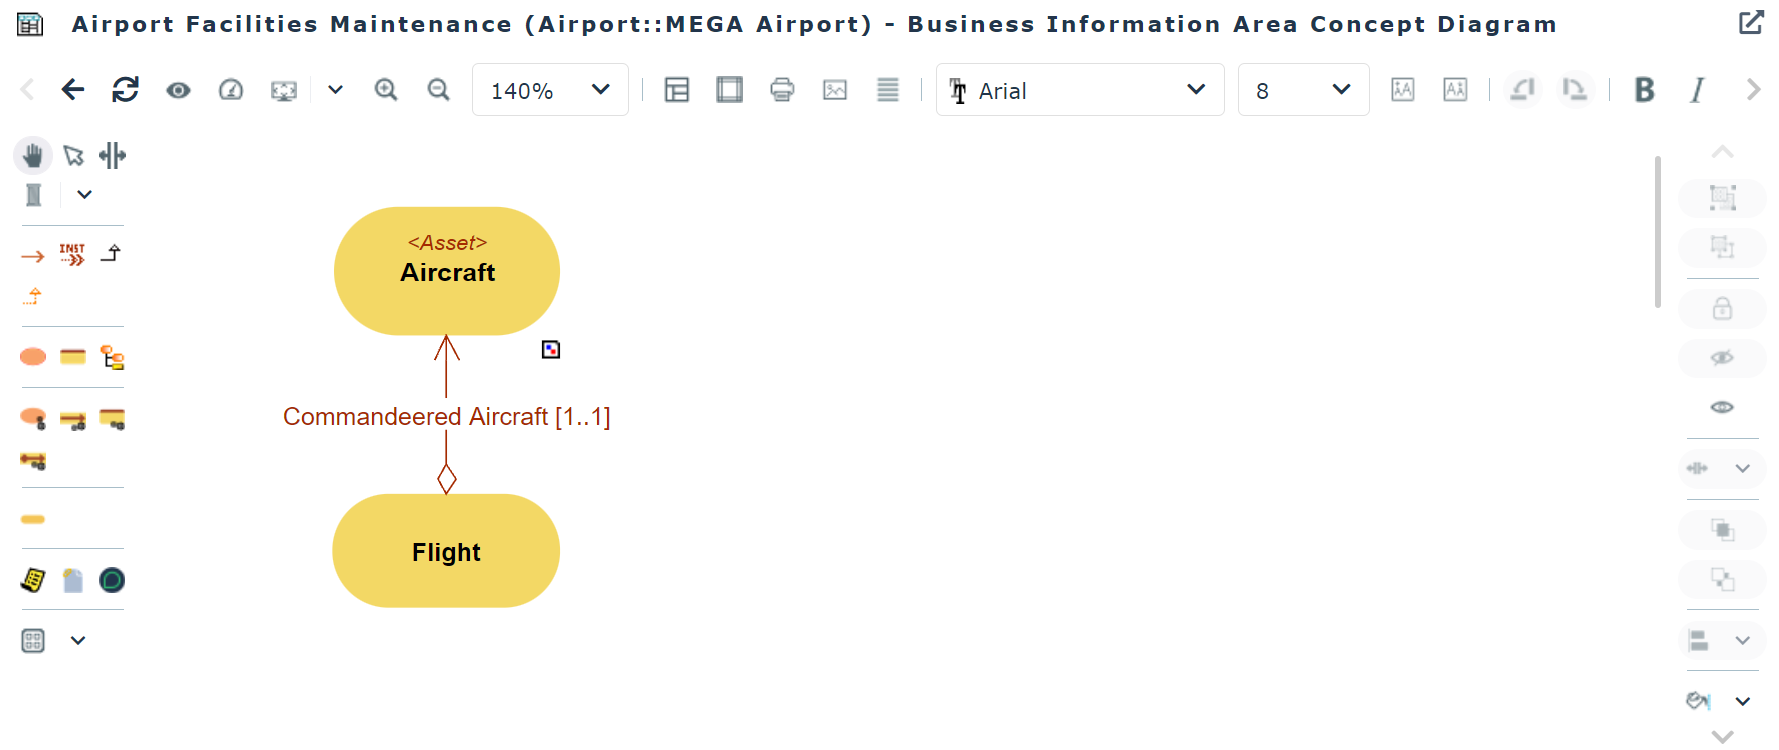 Airport Facilities Maintenance (Airport::MEGA Airport) - Business Information Area Concept Diagram
140%
Arial
8
B
I
INST
<Asset>
Aircraft
Commandeered Aircraft [1..1]
Flight